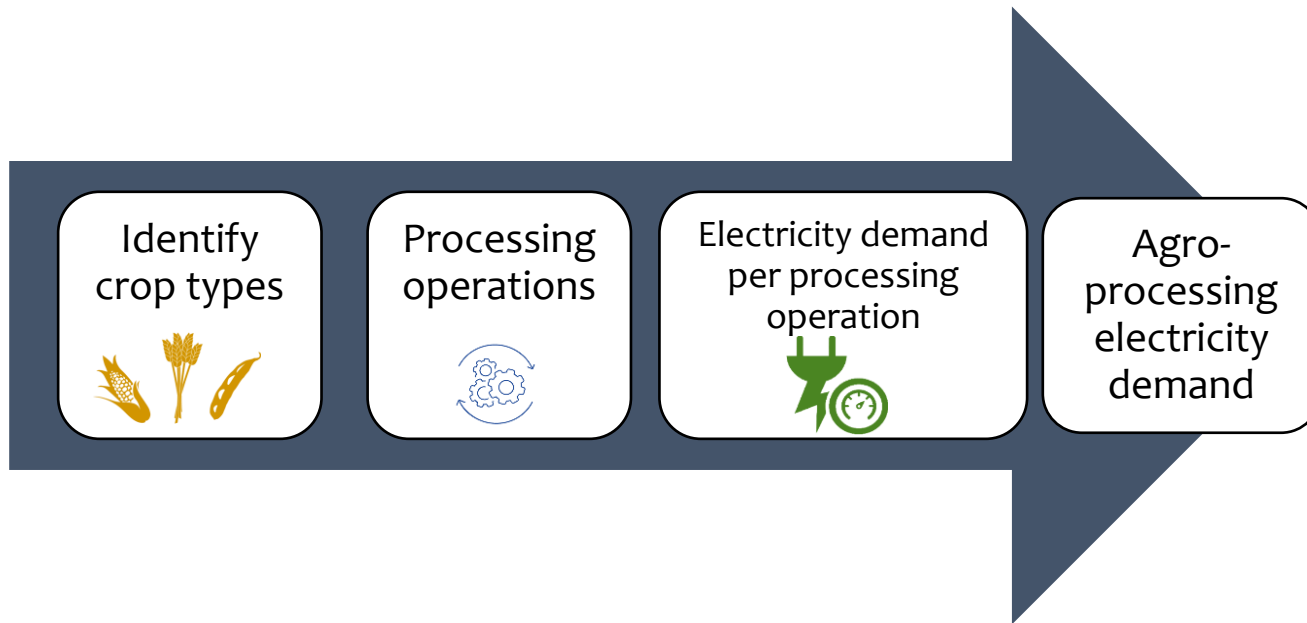 Identify
crop types
Processing
operations
Electricity demand
per processing
operation
Agro-
processing
electricity
demand